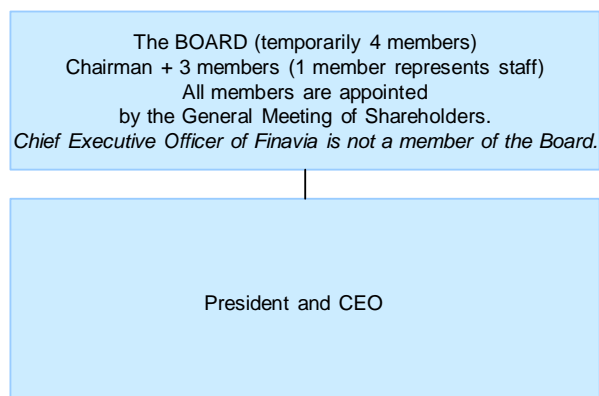 The BOARD (temporarily 4 members)
Chairman + 3 members (1 member represents staff)
All members are appointed
by the General Meeting of Shareholders.
Chief Executive Officer of Finavia is not a member of the Board.
President and CEO